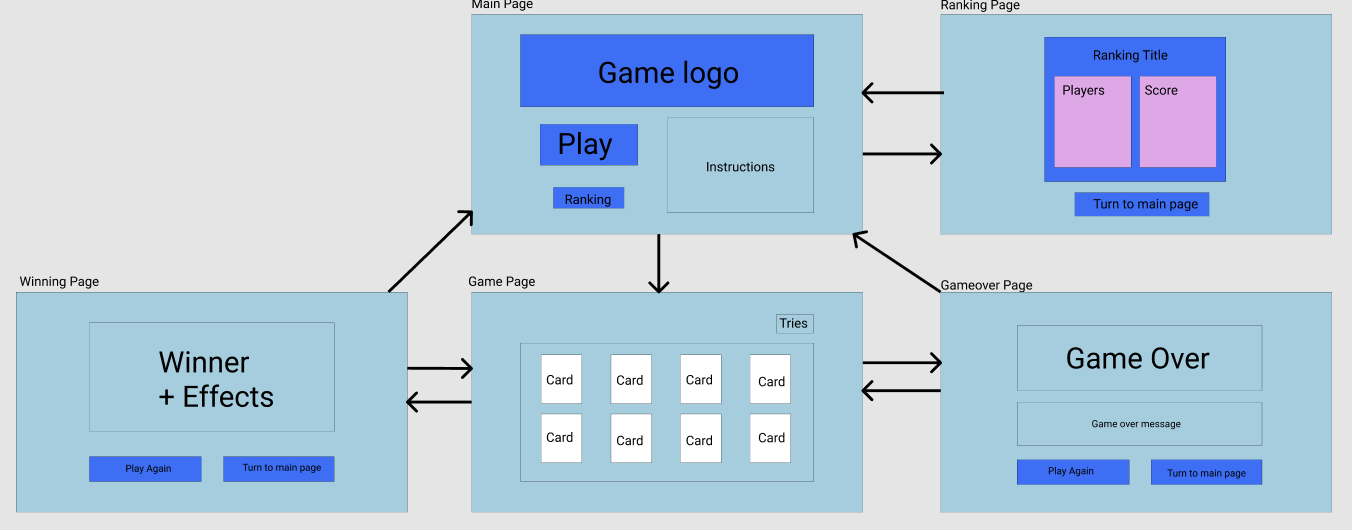 Main Page
Game logo
Play
Ranking
Instructions
Ranking Page
Ranking Title
Players
Score
Turn to main page
Winning Page
Winner
+ Effects
Play Again
Turn to main page
Game Page
Tries
Card
Card
Card
Card
Card
Card
Card
Card
Gameover Page
Game Over
Game over message
Play Again
Turn to main page